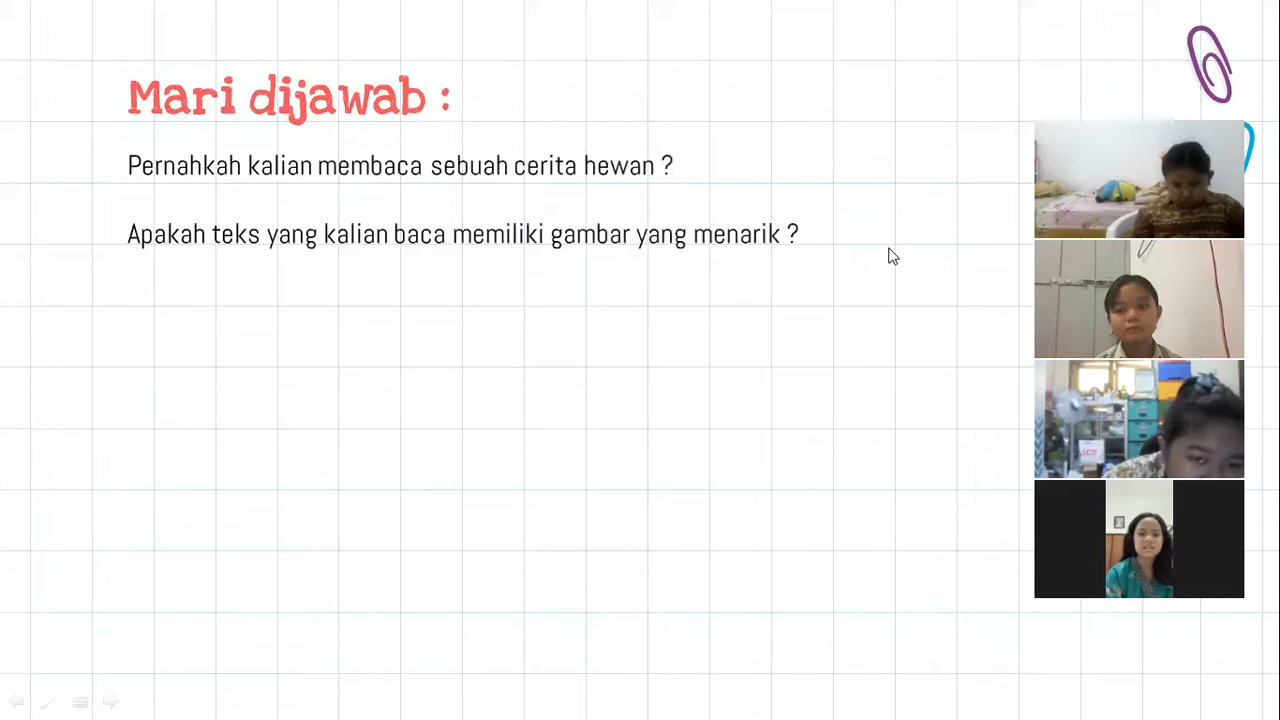 Mari dijawab :
Pernahkah kalian membaca sebuah cerita hewan ?
Apakah teks yang kalian baca memiliki gambar yang menarik ?